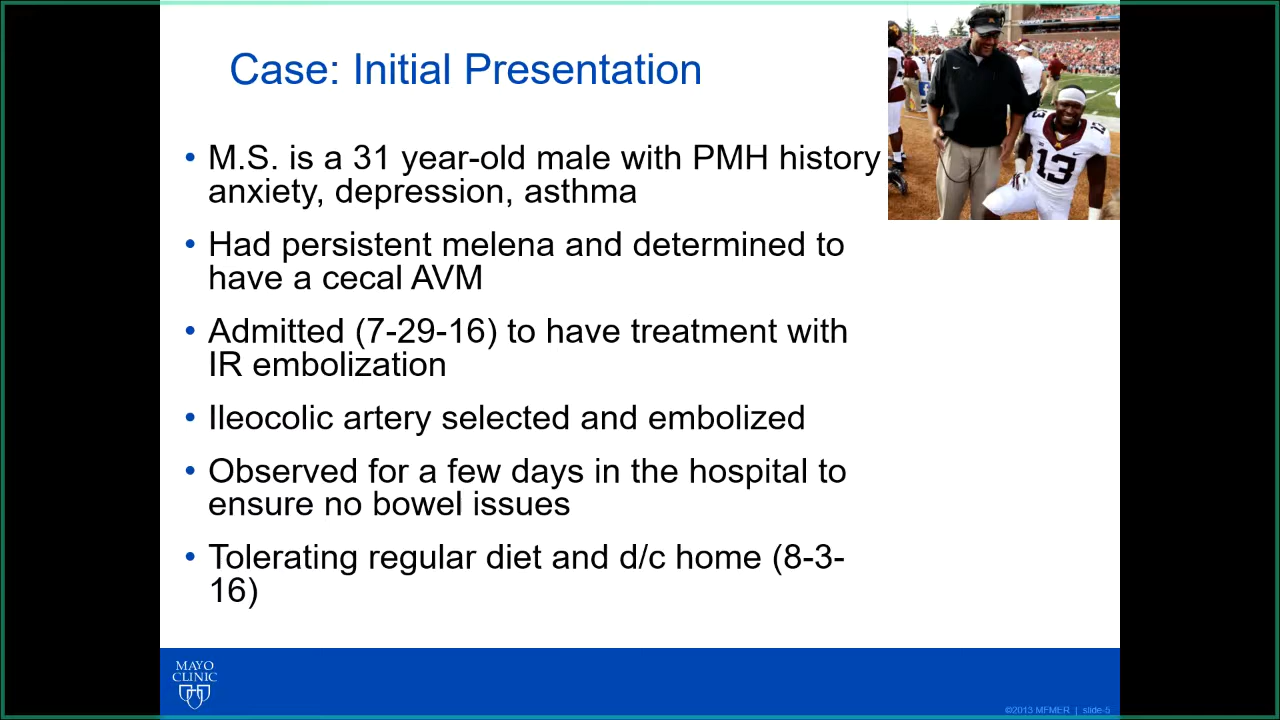 Case: Initial Presentation
• M.S. is a 31 year-old male with PMH history
anxiety, depression, asthma
• Had persistent melena and determined to
have a cecal AVM
• Admitted (7-29-16) to have treatment with
IR embolization
• Ileocolic artery selected and embolized
• Observed for a few days in the hospital to
ensure no bowel issues
• Tolerating regular diet and d/c home (8-3-
16)
13
13
MAYO
CLINIC
©2013 MFMER | slide-5